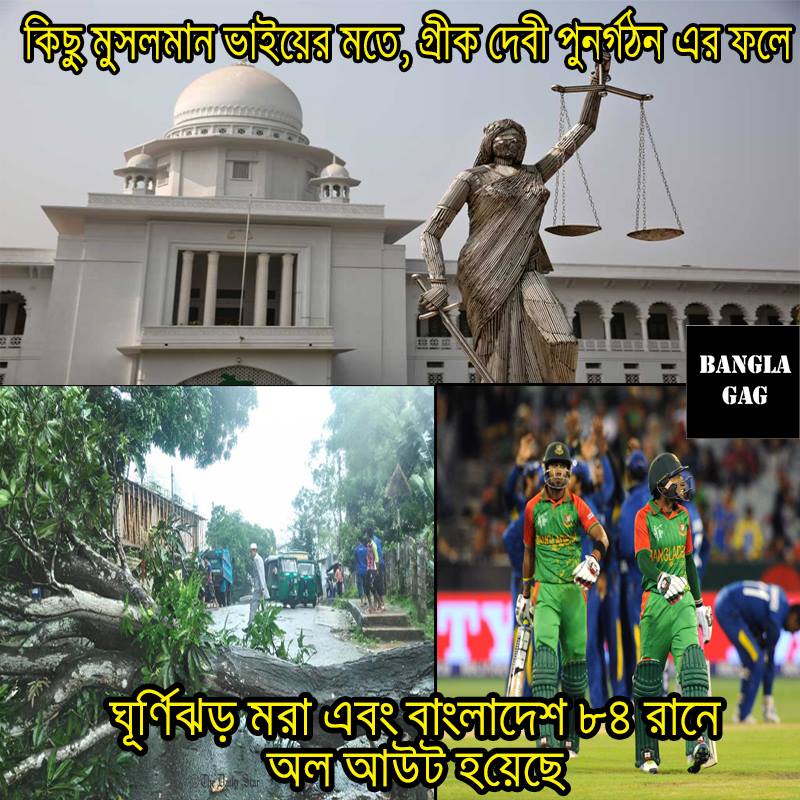 কিছু মুসলমান ভাইয়ের মতে, গ্রীক দেবী পুনর্গঠন এর ফলে
BANGLA
GAG
BANGLADESH
ঘূর্ণিঝড় মরা এবং বাংলাদেশ ৮৪ রানে
অল আউট হয়েছে
© The Daily Star